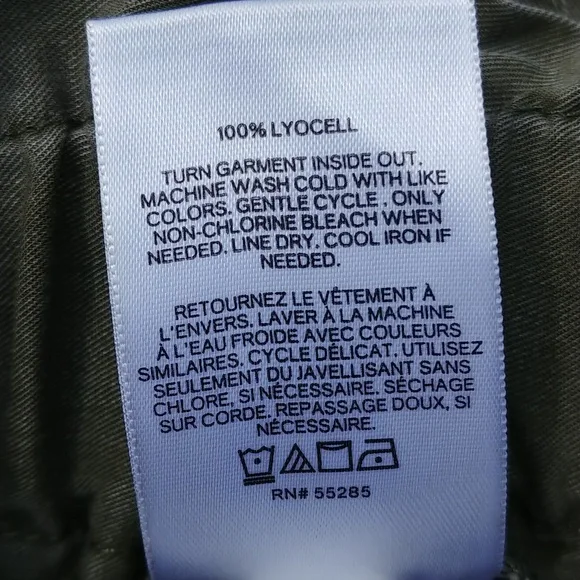 100% LYOCELL
TURN GARMENT INSIDE OUT.
MACHINE WASH COLD WITH LIKE
COLORS. GENTLE CYCLE . ONLY
NON-CHLORINE BLEACH WHEN
NEEDED. LINE DRY. COOL IRON IF
NEEDED.
RETOURNEZ LE VÊTEMENT À
L'ENVERS. LAVER À LA MACHINE
À L'EAU FROIDE AVEC COULEURS
SIMILAIRES, CYCLE DÉLICAT. UTILISEZ
SEULEMENT DU JAVELLISANT SANS
CHLORE, SI NÉCESSAIRE. SÉCHAGE
SUR CORDE. REPASSAGE DOUX, SI
NÉCESSAIRE.
RN# 55285